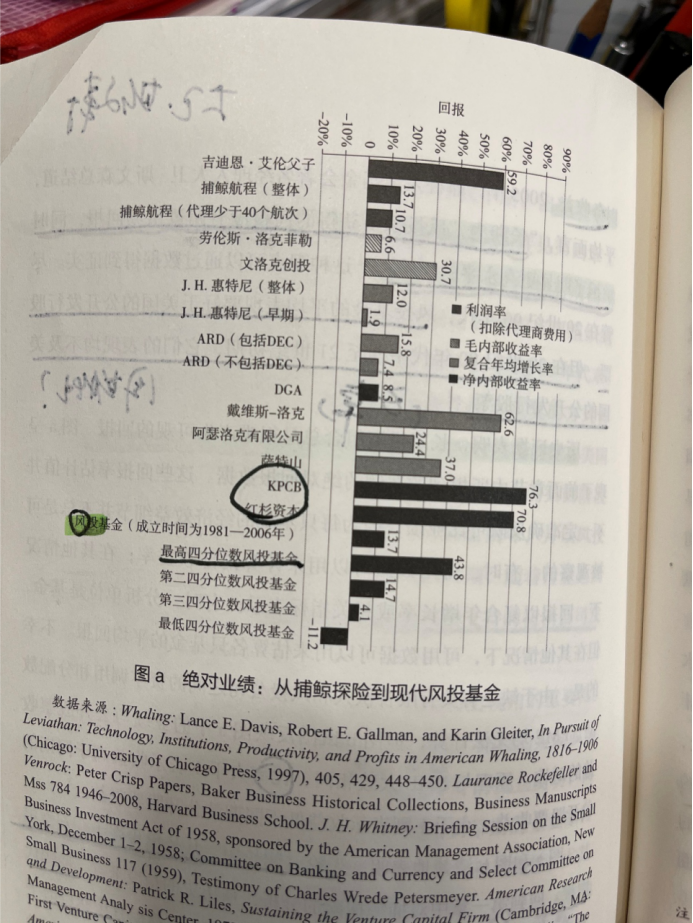 回报
-20%
-10%
0
10%
20%
30%
40%
50%
60%
70%
80%
90%
吉迪恩·艾伦父子 59.2
捕鲸航程（整体） 13.7
捕鲸航程（代理少于40个航次） 10.7
劳伦斯·洛克菲勒 6.6
文洛克创投 30.7
J. H. 惠特尼（整体） 12.0
J. H. 惠特尼（早期） 1.9
ARD（包括DEC） 15.8
ARD（不包括DEC） 7.4
DGA 8.5
戴维斯–洛克 62.6
阿瑟洛克有限公司 24.4
萨特山 37.0
KPCB 76.3
红杉资本 70.8
风投基金（成立时间为1981—2006年） 13.7
最高四分位数风投基金 43.8
第二四分位数风投基金 14.7
第三四分位数风投基金 4.1
最低四分位数风投基金 -11.2
利润率
（扣除代理商费用）
毛内部收益率
复合年均增长率
净内部收益率
图 a 绝对业绩：从捕鲸探险到现代风投基金
数据来源：Whaling: Lance E. Davis, Robert E. Gallman, and Karin Gleiter, In Pursuit of
Leviathan: Technology, Institutions, Productivity, and Profits in American Whaling, 1816–1906
(Chicago: University of Chicago Press, 1997), 405, 429, 448–450. Laurance Rockefeller and
Venrock: Peter Crisp Papers, Baker Business Historical Collections, Business Manuscripts
Mss 784 1946–2008, Harvard Business School. J. H. Whitney: Briefing Session on the Small
Business Investment Act of 1958, sponsored by the American Management Association, New
York, December 1–2, 1958; Committee on Banking and Currency and Select Committee on
Small Business 117 (1959), Testimony of Charles Wrede Petersmeyer. American Research
and Development: Patrick R. Liles, Sustaining the Venture Capital Firm (Cambridge, MA:
Management Analy sis Center,
First Venture